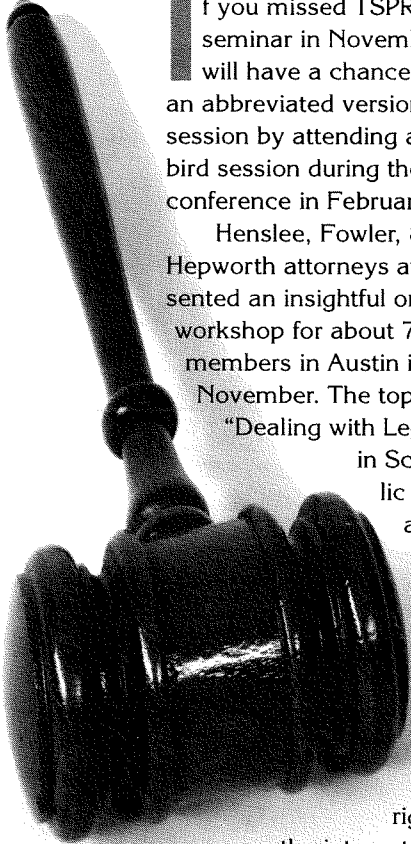 If you missed TSPR
seminar in Novemb
will have a chance
an abbreviated version
session by attending a
bird session during the
conference in Februar
Henslee, Fowler,
Hepworth attorneys a
sented an insightful o
workshop for about 7
members in Austin i
November. The top
"Dealing with Le
in Sc
lic
a
rig